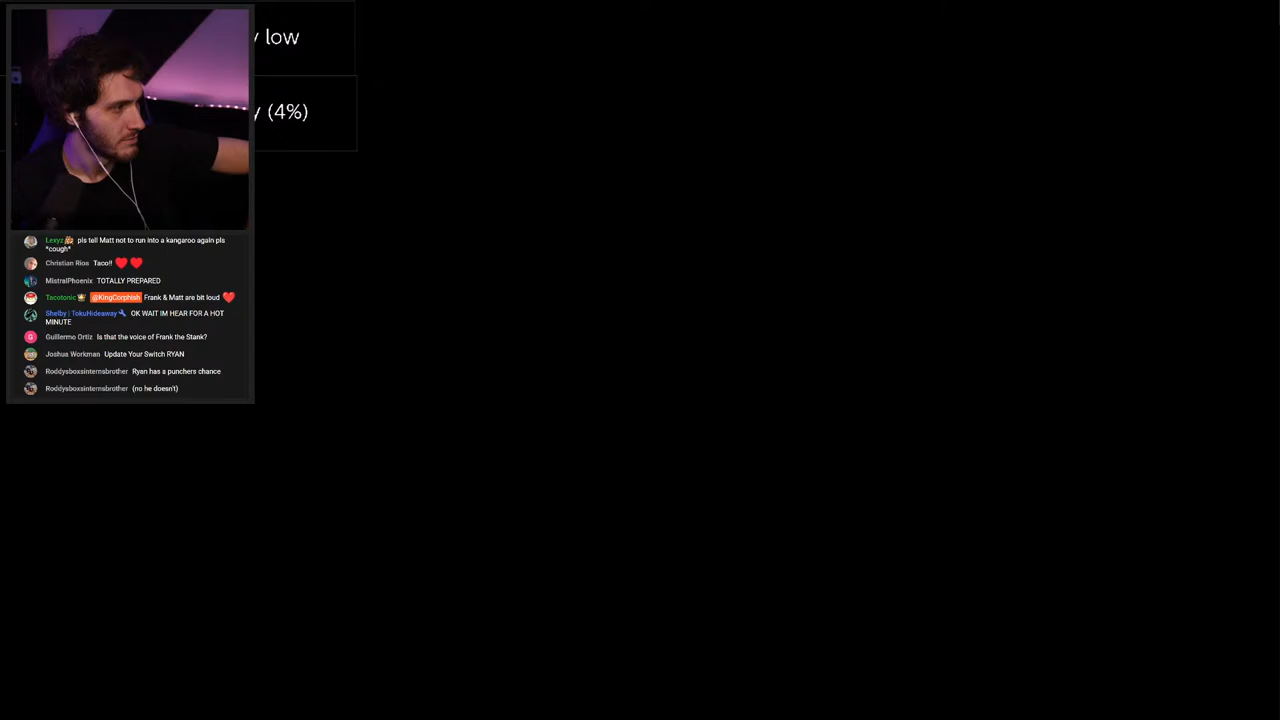 y low
y (4%)
Lexyz pls tell Matt not to run into a kangaroo again pls
*cough*
Christian Rios Taco!!
MistralPhoenix TOTALLY PREPARED
Tacotonic @KingCorphish Frank & Matt are bit loud
Shelby | TokuHideaway OK WAIT IM HEAR FOR A HOT
MINUTE
G Guillermo Ortiz Is that the voice of Frank the Stank?
Joshua Workman Update Your Switch RYAN
Roddysboxsinternsbrother Ryan has a punchers chance
Roddysboxsinternsbrother (no he doesn't)